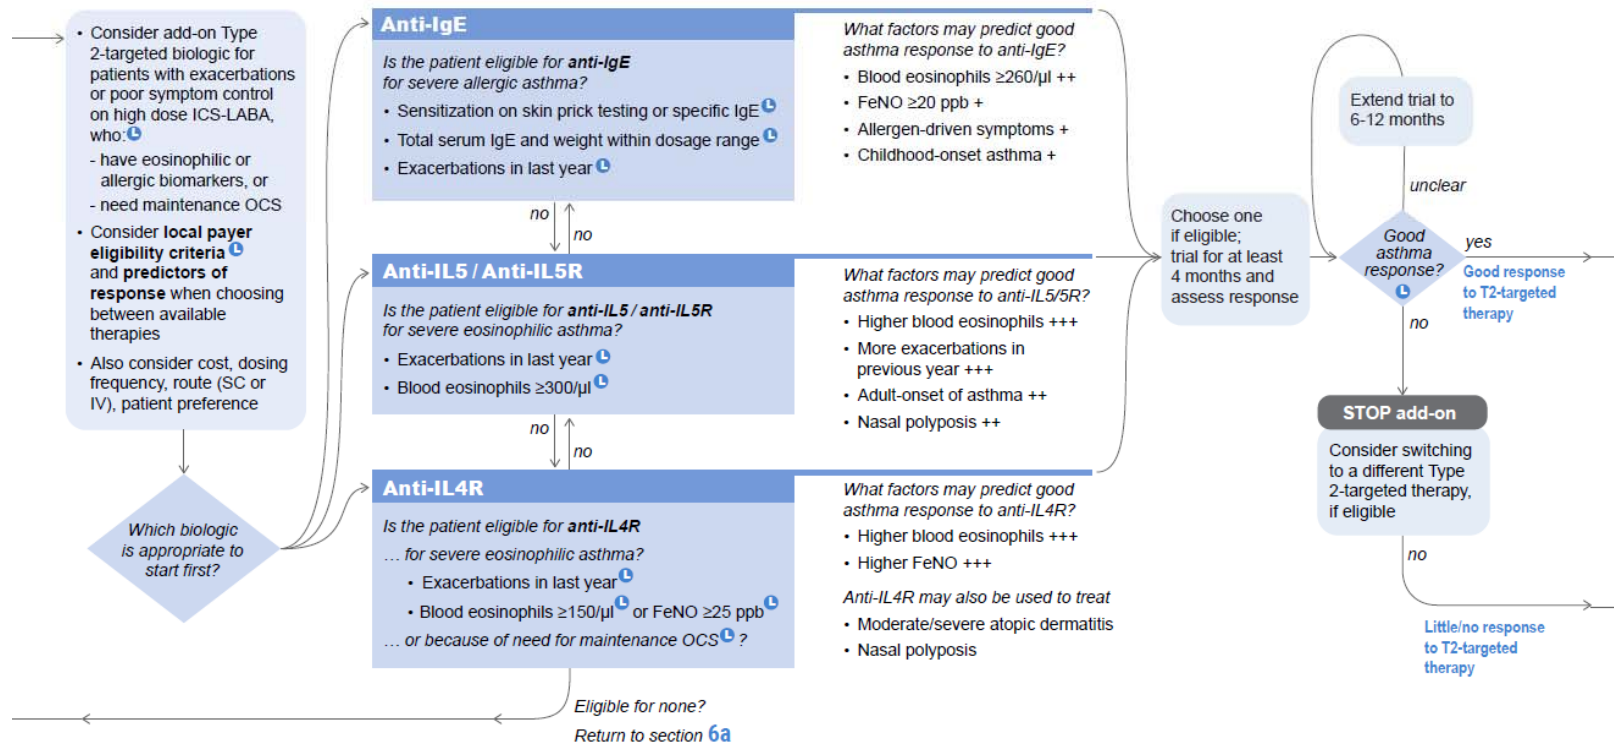 • Consider add-on Type
2-targeted biologic for
patients with exacerbations
or poor symptom control
on high dose ICS-LABA,
who: L
- have eosinophilic or
allergic biomarkers, or
- need maintenance OCS
• Consider local payer
eligibility criteria L
and predictors of
response when choosing
between available
therapies
• Also consider cost, dosing
frequency, route (SC or
IV), patient preference
Which biologic
is appropriate to
start first?
Anti-IgE
Is the patient eligible for anti-IgE
for severe allergic asthma?
• Sensitization on skin prick testing or specific IgE L
• Total serum IgE and weight within dosage range L
• Exacerbations in last year L
What factors may predict good
asthma response to anti-IgE?
• Blood eosinophils ≥260/μl ++
• FeNO ≥20 ppb +
• Allergen-driven symptoms +
• Childhood-onset asthma +
no
no
Anti-IL5 / Anti-IL5R
Is the patient eligible for anti-IL5 / anti-IL5R
for severe eosinophilic asthma?
• Exacerbations in last year L
• Blood eosinophils ≥300/μl L
What factors may predict good
asthma response to anti-IL5/5R?
• Higher blood eosinophils +++
• More exacerbations in
previous year +++
• Adult-onset of asthma ++
• Nasal polyposis ++
no
no
Anti-IL4R
Is the patient eligible for anti-IL4R
... for severe eosinophilic asthma?
• Exacerbations in last year L
• Blood eosinophils ≥150/μl L or FeNO ≥25 ppb L
... or because of need for maintenance OCS L ?
What factors may predict good
asthma response to anti-IL4R?
• Higher blood eosinophils +++
• Higher FeNO +++
Anti-IL4R may also be used to treat
• Moderate/severe atopic dermatitis
• Nasal polyposis
Eligible for none?
Return to section 6a
Choose one
if eligible;
trial for at least
4 months and
assess response
Extend trial to
6-12 months
unclear
Good
asthma
response?
L
yes
Good response
to T2-targeted
therapy
no
STOP add-on
Consider switching
to a different Type
2-targeted therapy,
if eligible
no
Little/no response
to T2-targeted
therapy